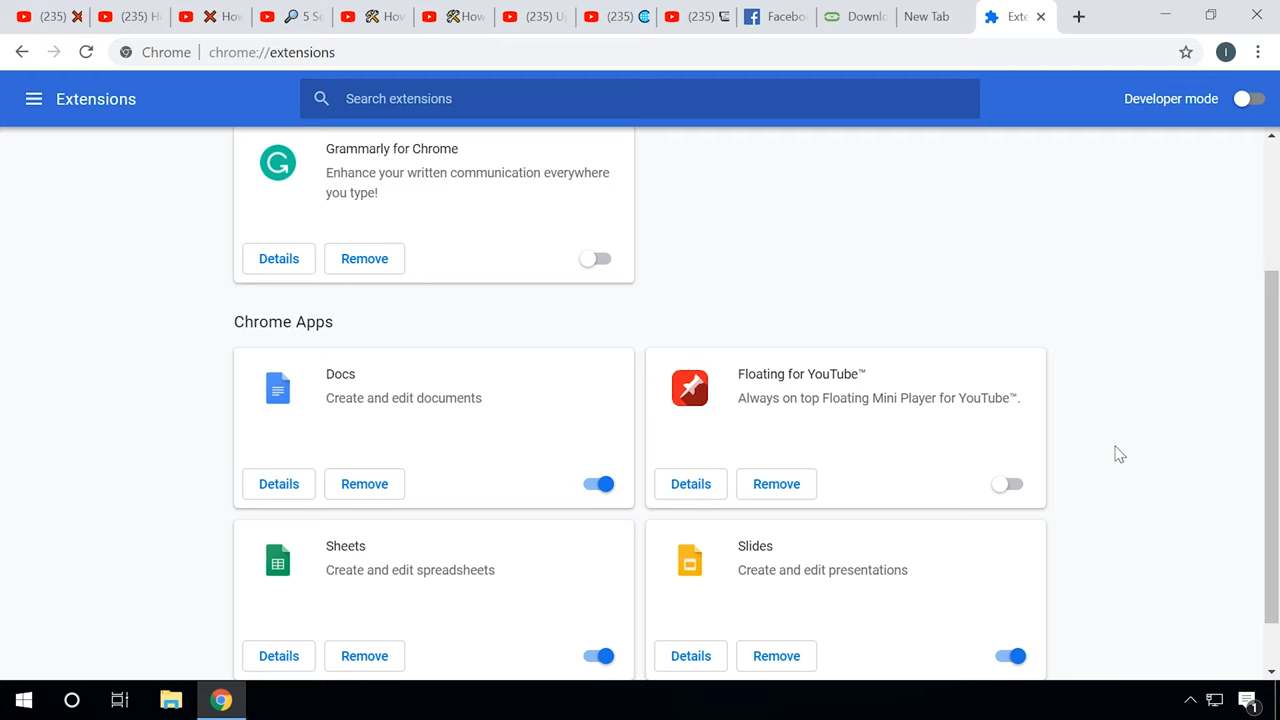 (235) (235) H How 5 Se How How (235) U (235) (235) Facebo Downlo New Tab Exte
Chrome chrome://extensions I
Extensions Search extensions Developer mode
Grammarly for Chrome
Enhance your written communication everywhere
you type!
Details Remove
Chrome Apps
Docs
Create and edit documents
Details Remove
Floating for YouTube™
Always on top Floating Mini Player for YouTube™.
Details Remove
Sheets
Create and edit spreadsheets
Details Remove
Slides
Create and edit presentations
Details Remove
1